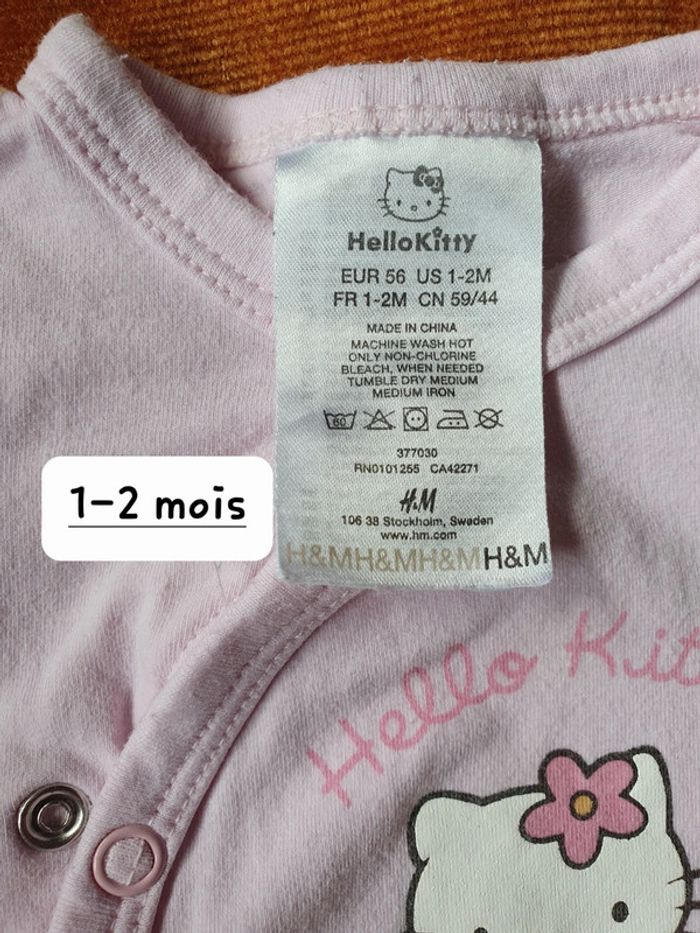 HelloKitty
EUR 56 US 1-2M
FR 1-2M CN 59/44
MADE IN CHINA
MACHINE WASH HOT
ONLY NON-CHLORINE
BLEACH, WHEN NEEDED
TUMBLE DRY MEDIUM
MEDIUM IRON
60
377030
RN0101255 CA42271
H&M
106 38 Stockholm, Sweden
www.hm.com
H&MH&MH&MH&M
1-2 mois
Hello Kit